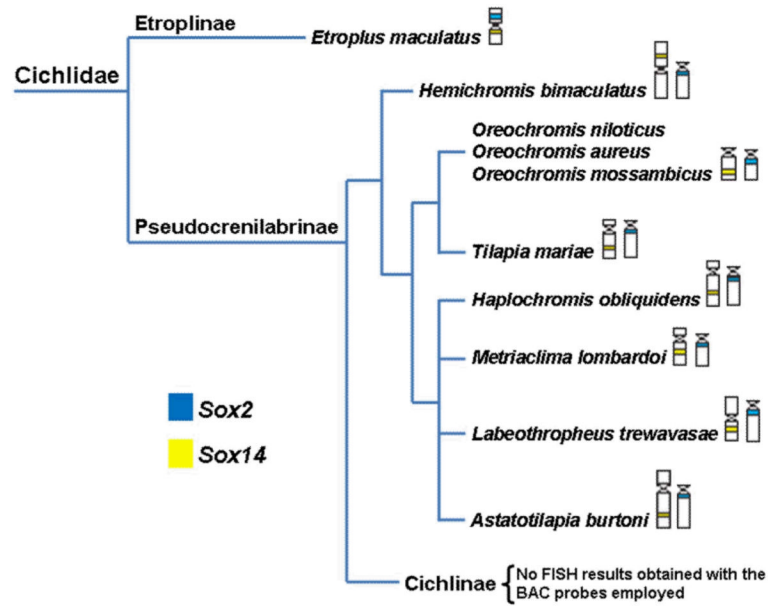 Etroplinae
Etroplus maculatus
Cichlidae
Hemichromis bimaculatus
Oreochromis niloticus
Oreochromis aureus
Oreochromis mossambicus
Pseudocrenilabrinae
Tilapia mariae
Haplochromis obliquidens
Metriaclima lombardoi
Sox2
Labeothropheus trewavasae
Sox14
Astatotilapia burtoni
Cichlinae
No FISH results obtained with the
BAC probes employed